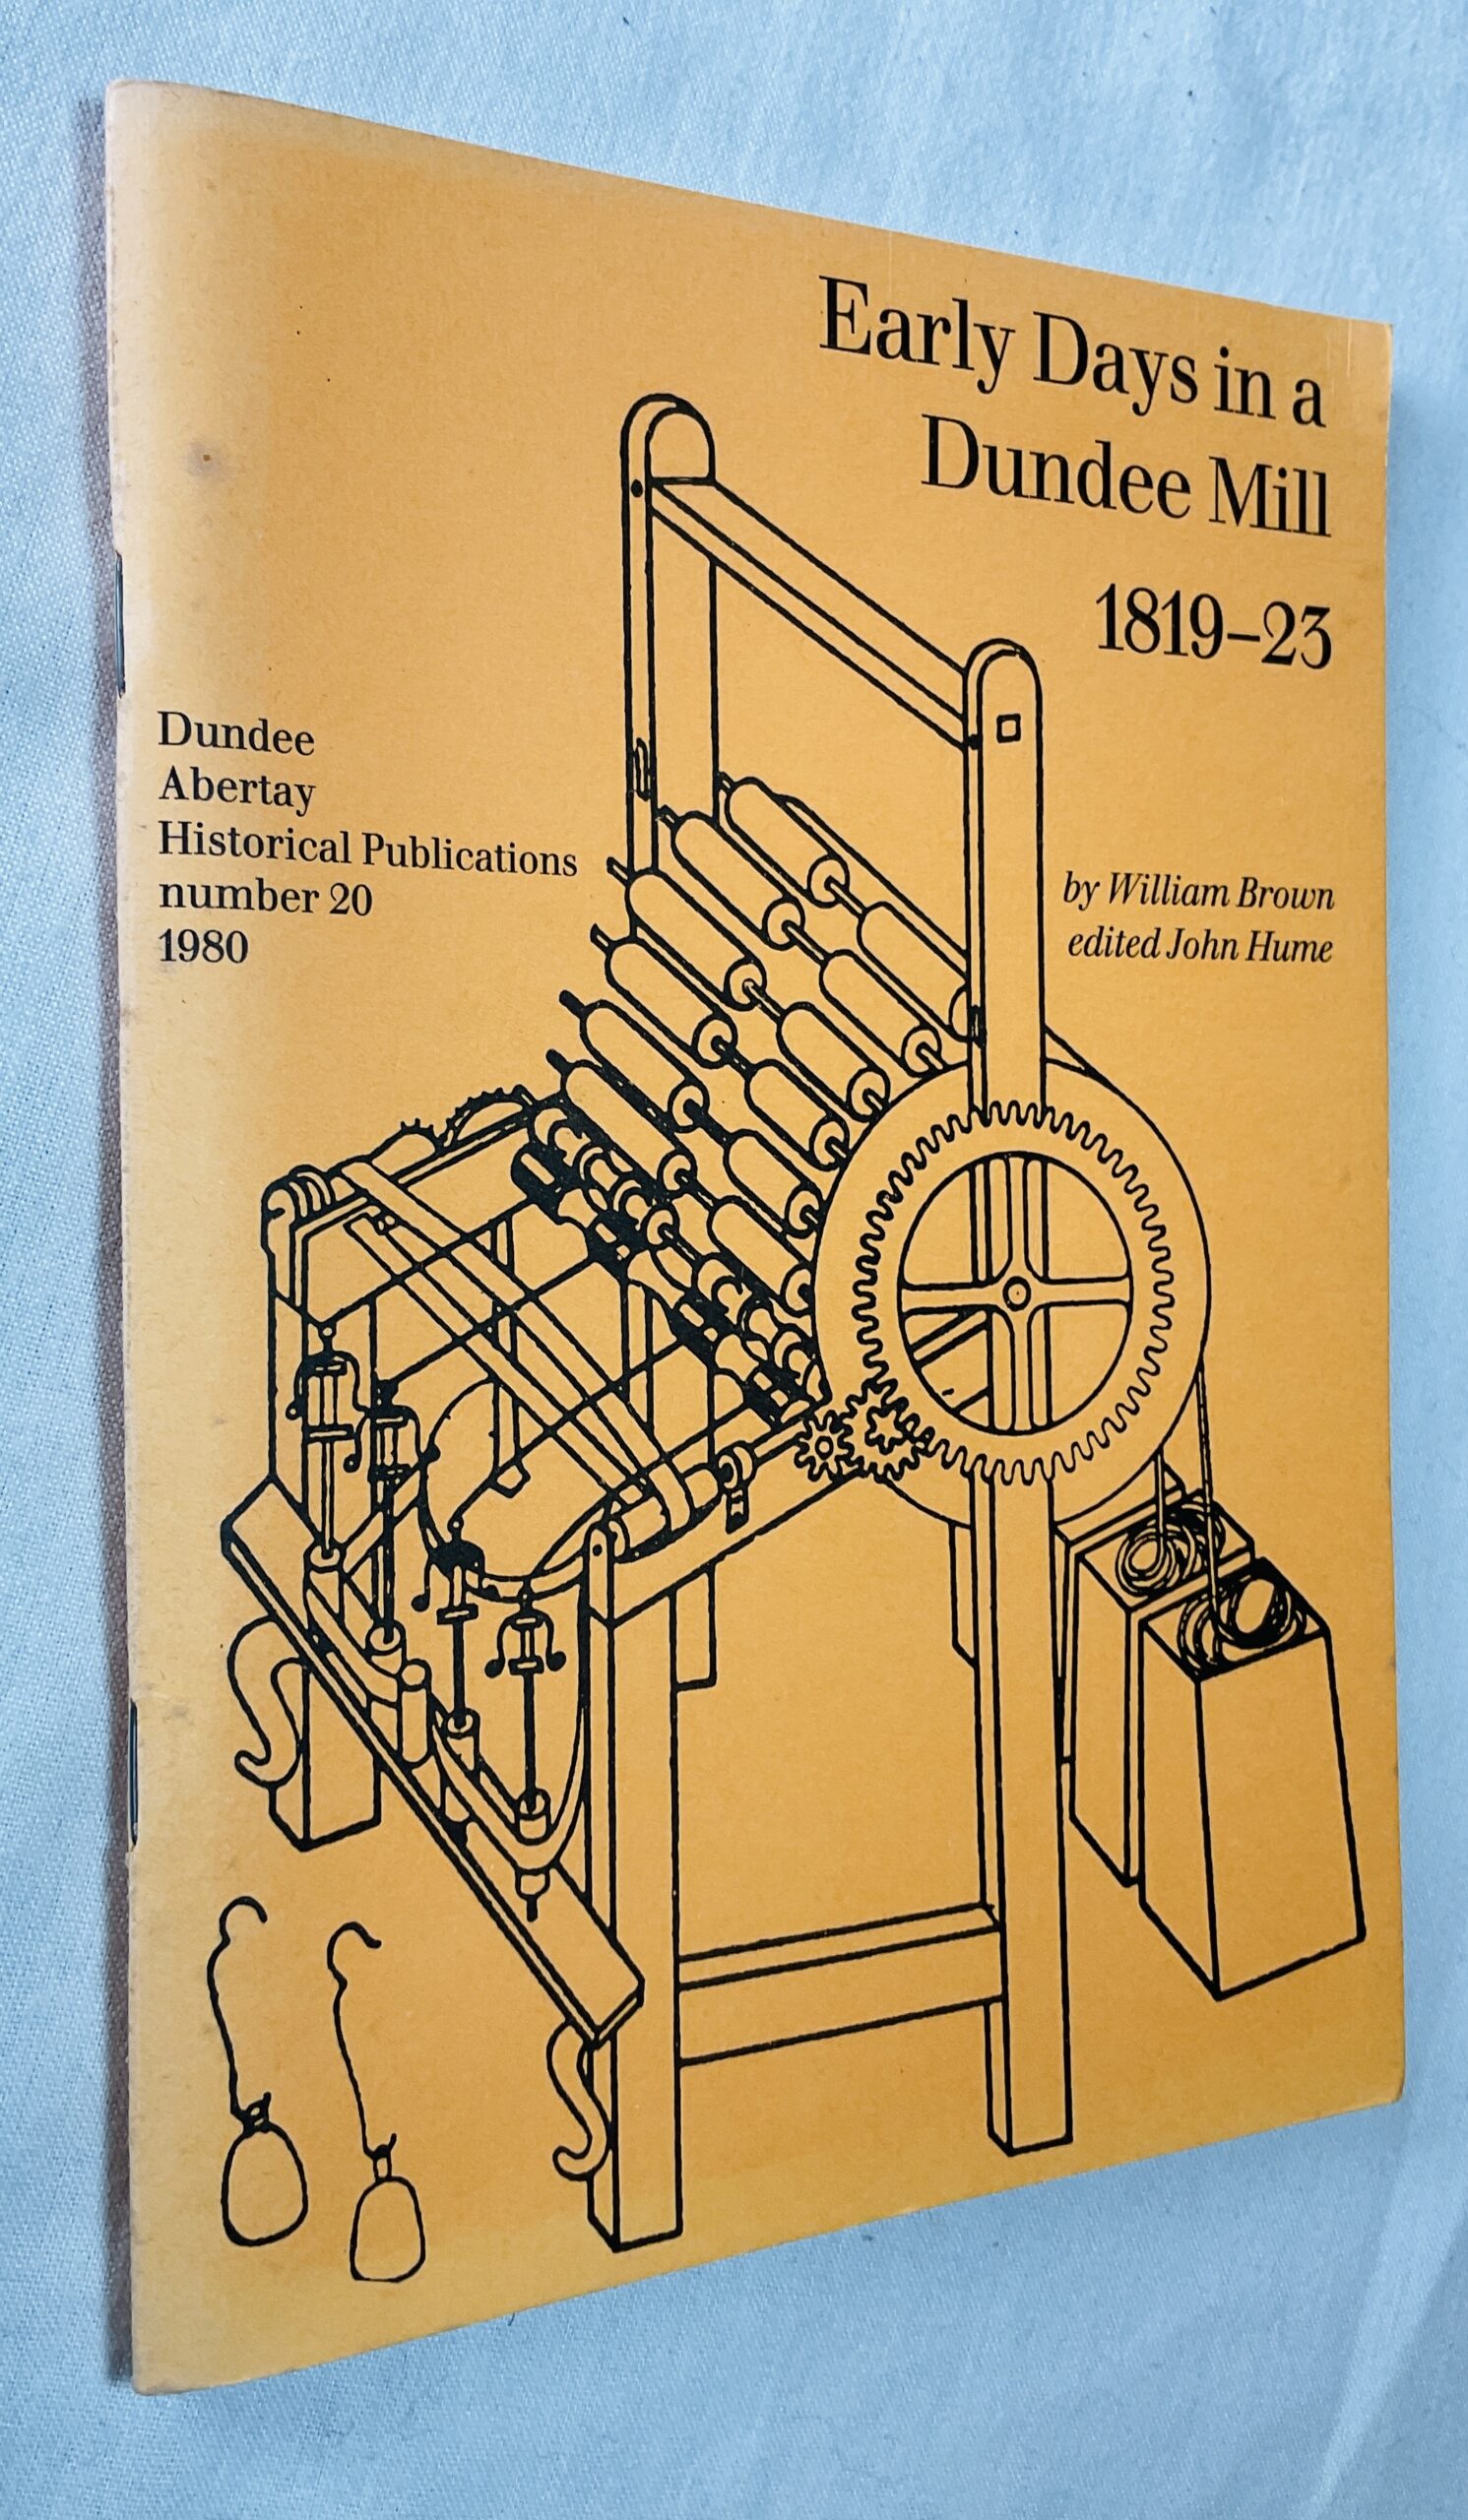 Early Days in a
Dundee Mill
1819–23
Dundee
Abertay
Historical Publications
number 20
1980
by William Brown
edited John Hume